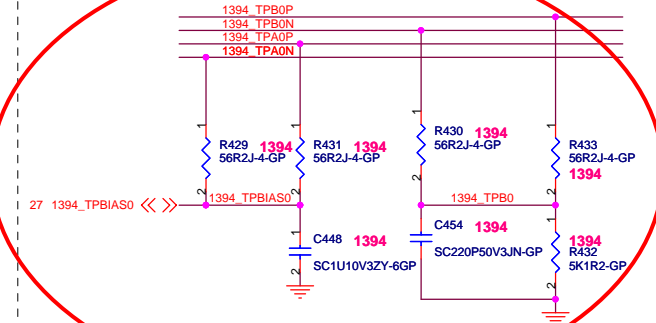 1394_TPB0P
1394_TPB0N
1394_TPA0P
1394_TPA0N
1 1 1 1
R429 1394 R431 1394 R430 1394 R433
56R2J-4-GP 56R2J-4-GP 56R2J-4-GP 56R2J-4-GP
1394
2 2 2 2
27 1394_TPBIAS0 1394_TPBIAS0 1394_TPB0
1 C448 1394 C454 1394 1 1394
R432
2 SC1U10V3ZY-6GP SC220P50V3JN-GP 5K1R2-GP
2